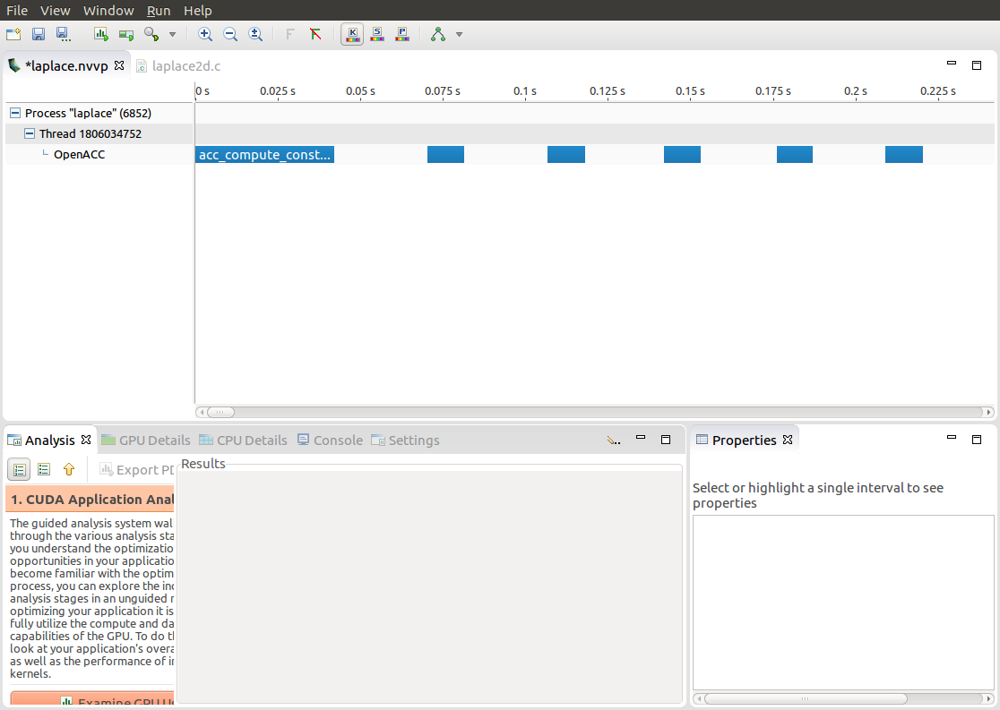 File View Window Run Help
*laplace.nvvp laplace2d.c
0 s 0.025 s 0.05 s 0.075 s 0.1 s 0.125 s 0.15 s 0.175 s 0.2 s 0.225 s
Process "laplace" (6852)
Thread 1806034752
OpenACC acc_compute_const...
Analysis GPU Details CPU Details Console Settings
Properties
Export PD
Results
1. CUDA Application Anal
The guided analysis system wal
through the various analysis sta
you understand the optimizatio
opportunities in your applicatio
become familiar with the optim
process, you can explore the in
analysis stages in an unguided
optimizing your application it is
fully utilize the compute and da
capabilities of the GPU. To do th
look at your application's overa
as well as the performance of in
kernels.
Examine GPU
Select or highlight a single interval to see
properties